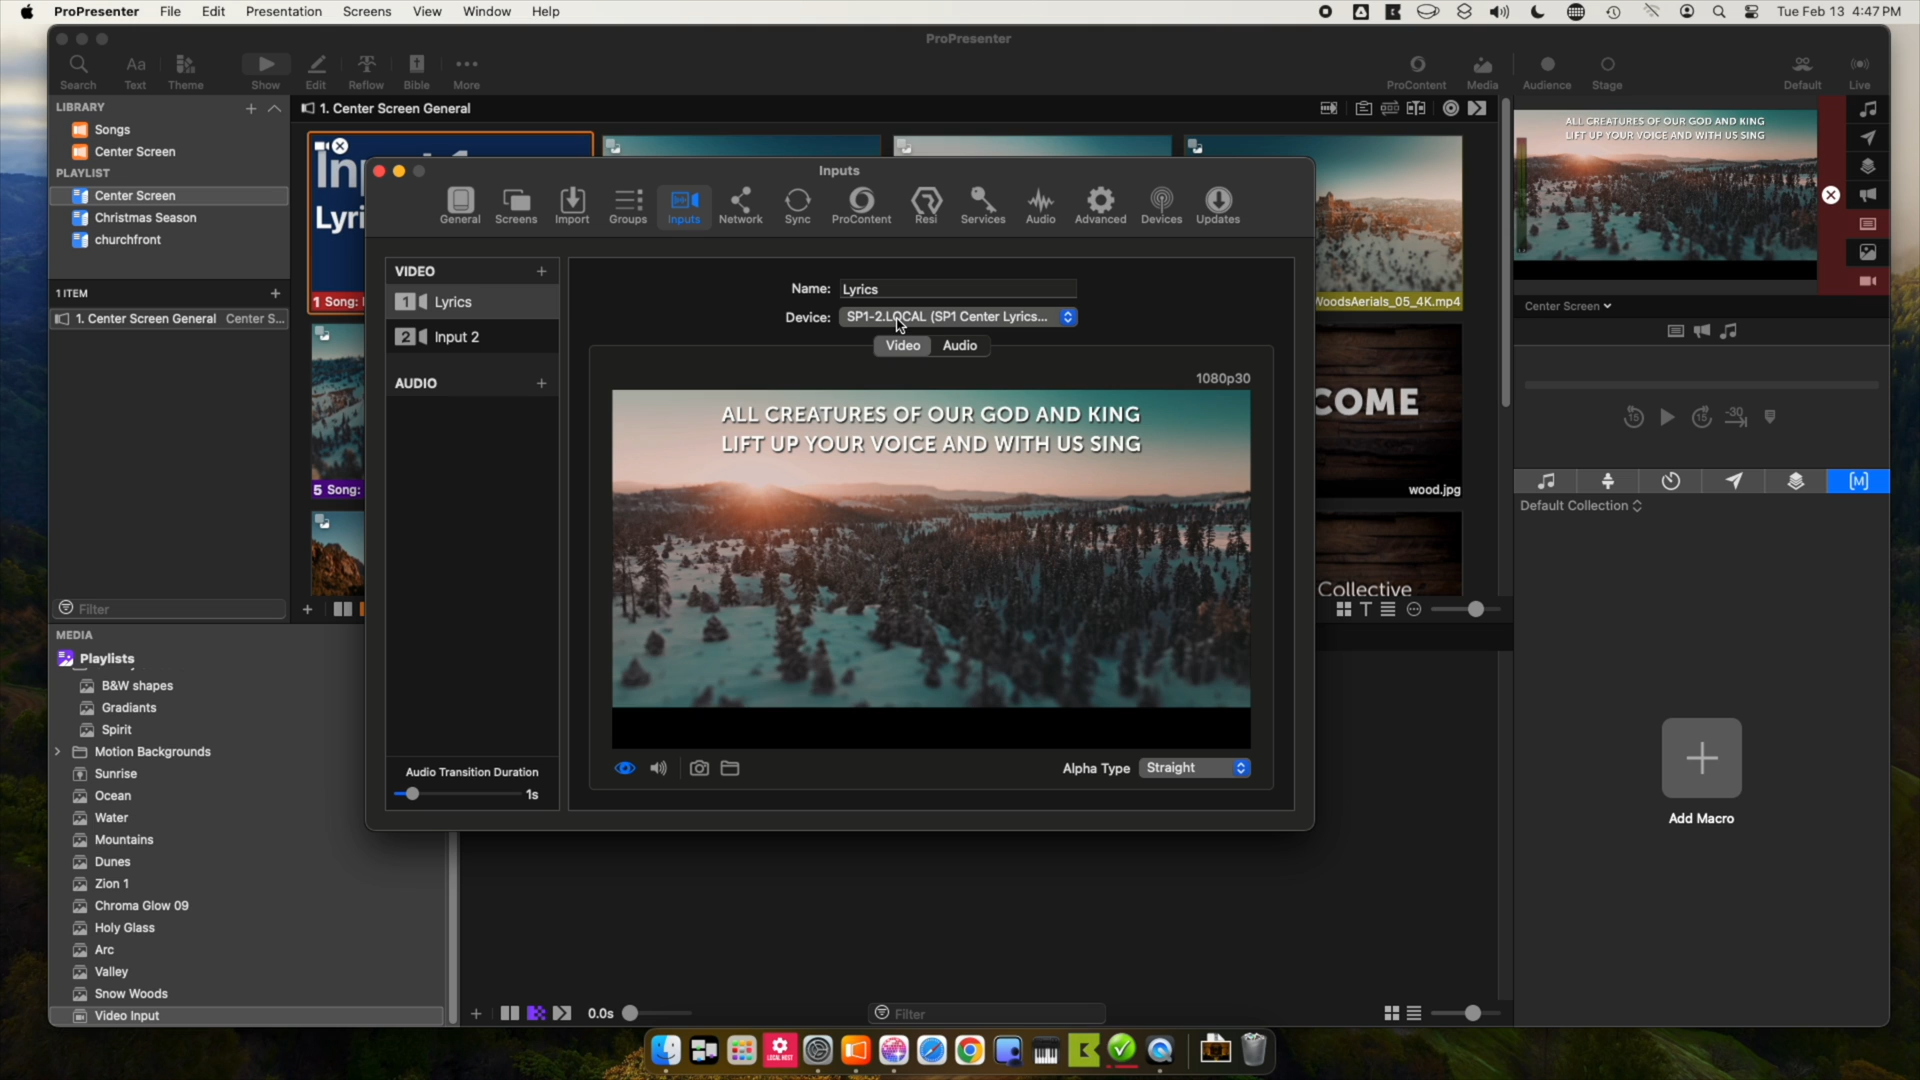 ProPresenter File Edit Presentation Screens View Window Help
Tue Feb 13 4:47 PM
ProPresenter
Search Text Theme Show Edit Reflow Bible More
ProContent Media Audience Stage Default Live
LIBRARY
Songs
Center Screen
PLAYLIST
Center Screen
Christmas Season
churchfront
1 ITEM
1. Center Screen General Center S...
Filter
1. Center Screen General
1 Song:
5 Song:
WoodsAerials_05_4K.mp4
COME
wood.jpg
Collective
Inputs
General Screens Import Groups Inputs Network Sync ProContent Resi Services Audio Advanced Devices Updates
VIDEO
1 Lyrics
2 Input 2
AUDIO
Audio Transition Duration
1s
Name: Lyrics
Device: SP1-2.LOCAL (SP1 Center Lyrics...
Video Audio
1080p30
ALL CREATURES OF OUR GOD AND KING
LIFT UP YOUR VOICE AND WITH US SING
Alpha Type Straight
ALL CREATURES OF OUR GOD AND KING
LIFT UP YOUR VOICE AND WITH US SING
Center Screen
15 15 -30
[M]
Default Collection
Add Macro
MEDIA
Playlists
B&W shapes
Gradiants
Spirit
Motion Backgrounds
Sunrise
Ocean
Water
Mountains
Dunes
Zion 1
Chroma Glow 09
Holy Glass
Arc
Valley
Snow Woods
Video Input
0.0s
Filter
LOCAL HOST